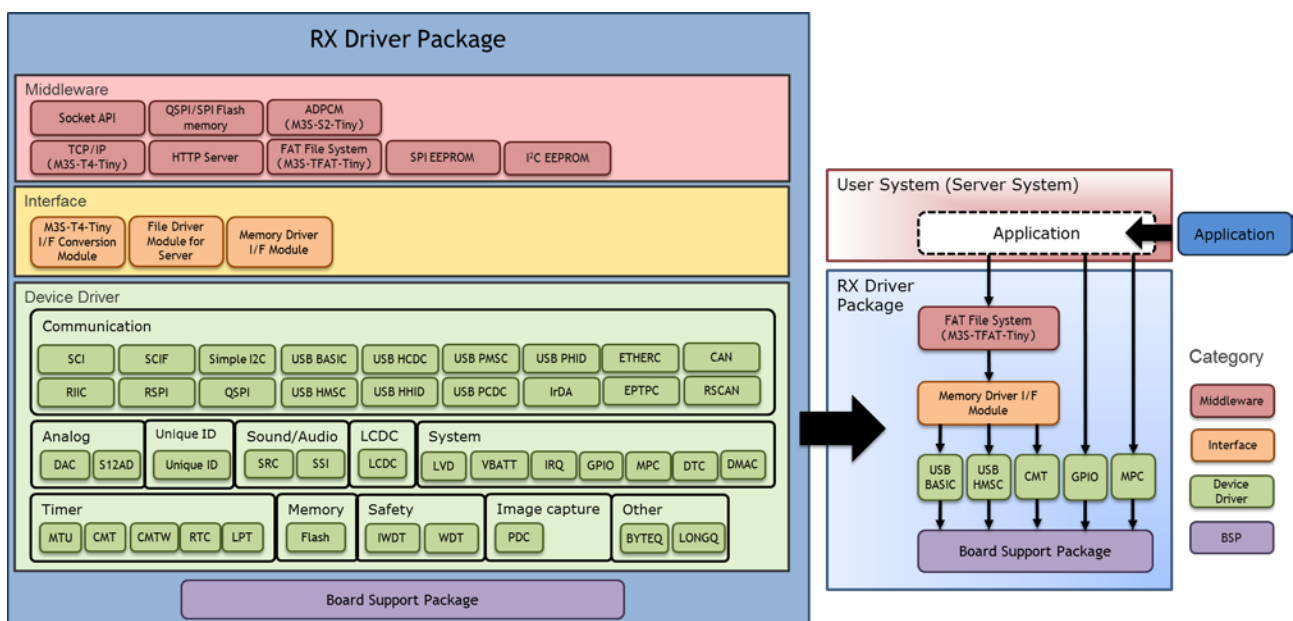 RX Driver Package
Middleware
Socket API
QSPI/SPI Flash
memory
ADPCM
(M3S-S2-Tiny)
TCP/IP
(M3S-T4-Tiny)
HTTP Server
FAT File System
(M3S-TFAT-Tiny)
SPI EEPROM
I²C EEPROM
Interface
M3S-T4-Tiny
I/F Conversion
Module
File Driver
Module for
Server
Memory Driver
I/F Module
Device Driver
Communication
SCI
SCIF
Simple I2C
USB BASIC
USB HCDC
USB PMSC
USB PHID
ETHERC
CAN
RIIC
RSPI
QSPI
USB HMSC
USB HHID
USB PCDC
IrDA
EPTPC
RSCAN
Analog
DAC
S12AD
Unique ID
Unique ID
Sound/Audio
SRC
SSI
LCDC
LCDC
System
LVD
VBATT
IRQ
GPIO
MPC
DTC
DMAC
Timer
MTU
CMT
CMTW
RTC
LPT
Memory
Flash
Safety
IWDT
WDT
Image capture
PDC
Other
BYTEQ
LONGQ
Board Support Package
User System (Server System)
Application
Application
RX Driver
Package
FAT File System
(M3S-TFAT-Tiny)
Memory Driver I/F
Module
USB
BASIC
USB
HMSC
CMT
GPIO
MPC
Board Support Package
Category
Middleware
Interface
Device
Driver
BSP